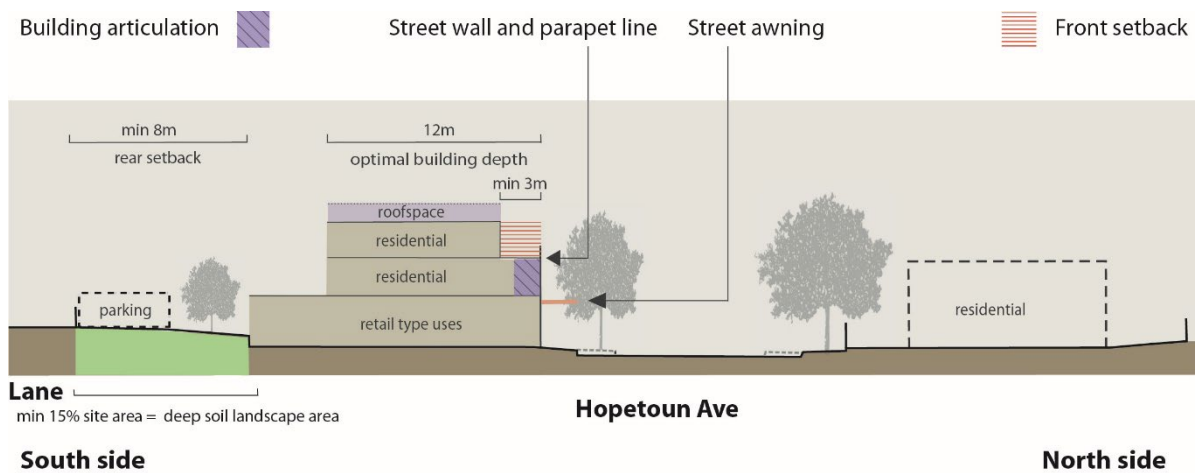 Building articulation
Street wall and parapet line
Street awning
Front setback
min 8m
rear setback
12m
optimal building depth
min 3m
roofspace
residential
residential
parking
retail type uses
residential
Lane
min 15% site area = deep soil landscape area
Hopetoun Ave
South side
North side